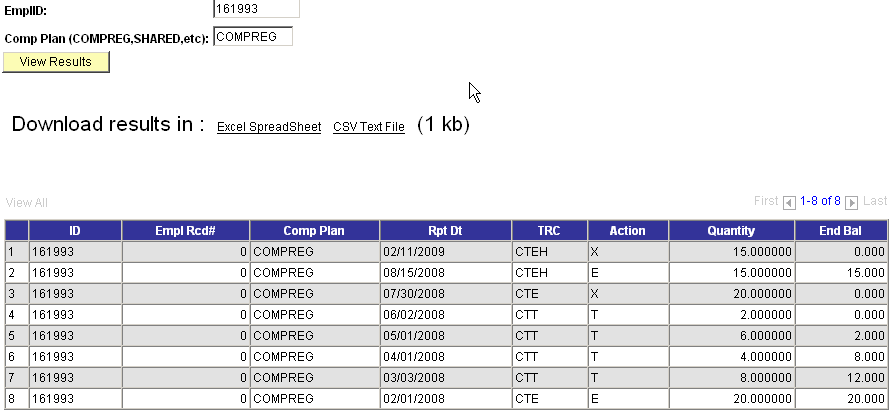 EmplID: 161993
Comp Plan (COMPREG,SHARED,etc): COMPREG
View Results
Download results in : Excel SpreadSheet CSV Text File (1 kb)
View All First 1-8 of 8 Last
ID Empl Rcd# Comp Plan Rpt Dt TRC Action Quantity End Bal
1 161993 0 COMPREG 02/11/2009 CTEH X 15.000000 0.000
2 161993 0 COMPREG 08/15/2008 CTEH E 15.000000 15.000
3 161993 0 COMPREG 07/30/2008 CTE X 20.000000 0.000
4 161993 0 COMPREG 06/02/2008 CTT T 2.000000 0.000
5 161993 0 COMPREG 05/01/2008 CTT T 6.000000 2.000
6 161993 0 COMPREG 04/01/2008 CTT T 4.000000 8.000
7 161993 0 COMPREG 03/03/2008 CTT T 8.000000 12.000
8 161993 0 COMPREG 02/01/2008 CTE E 20.000000 20.000